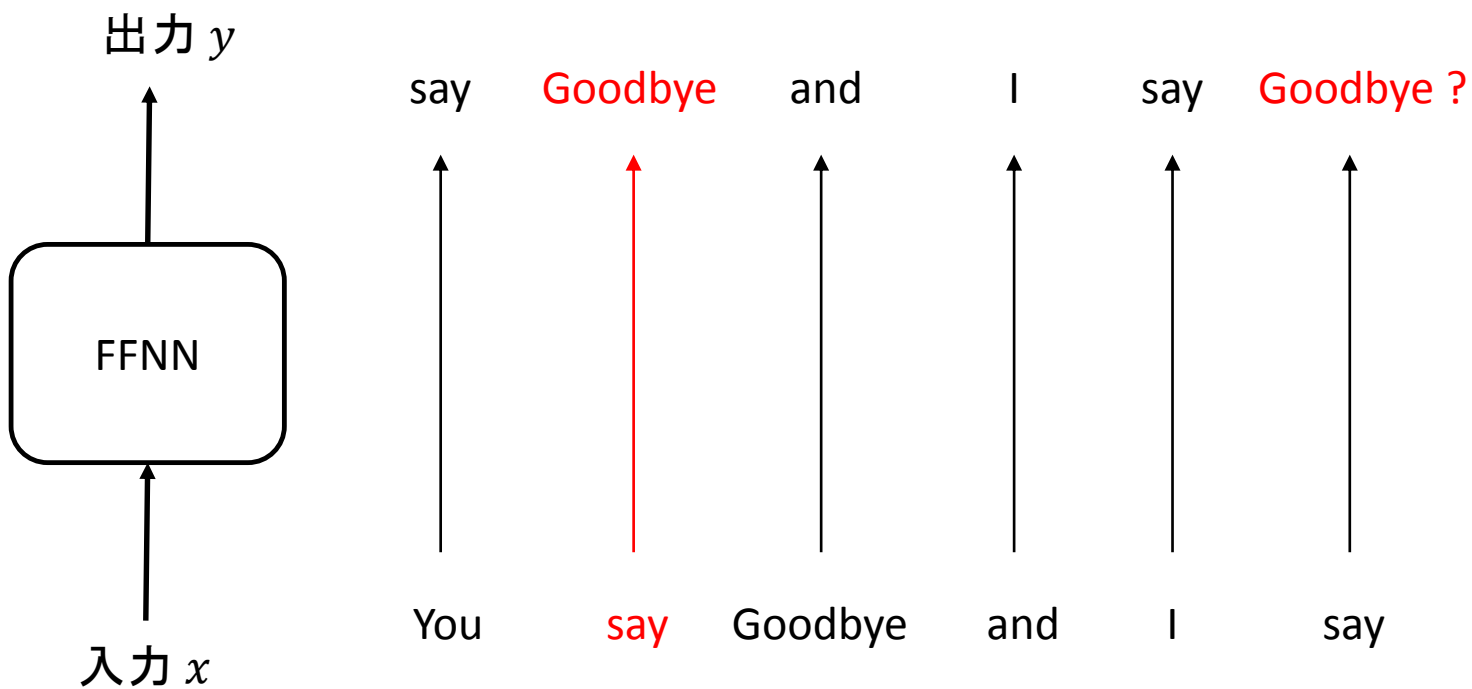 出力 y
say Goodbye and I say Goodbye ?
FFNN
You say Goodbye and I say
入力 x